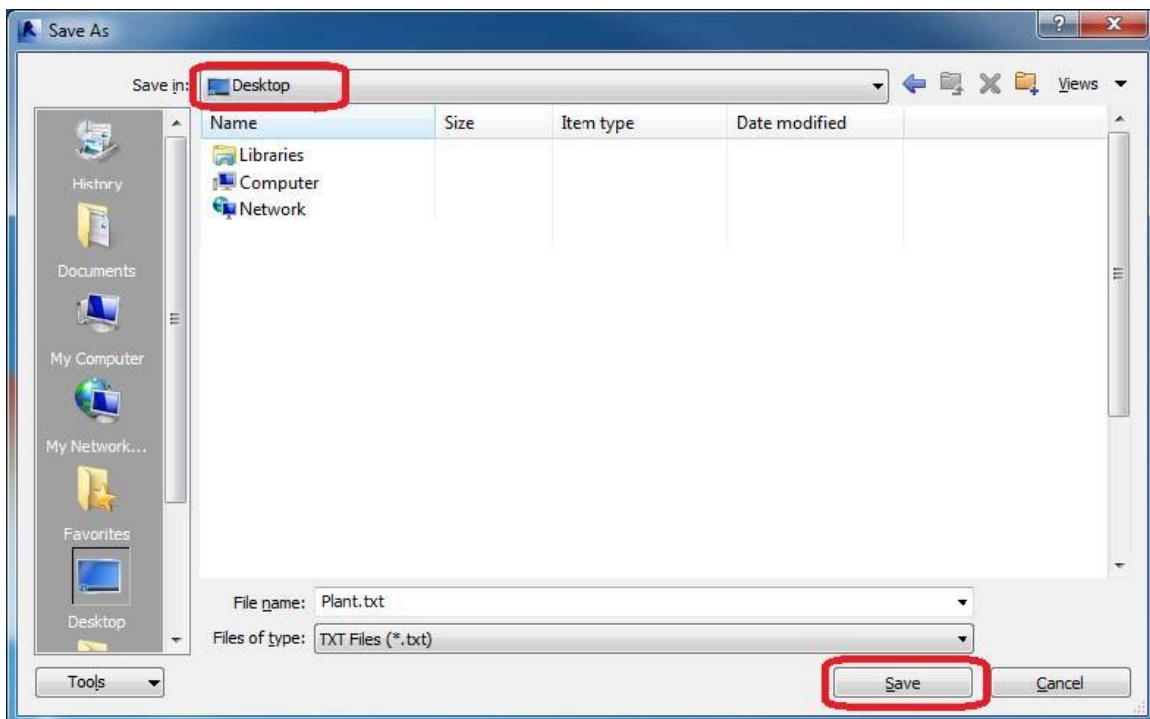 Save As
Save in: Desktop Views
Name Size Item type Date modified
Libraries
Computer
Network
History
Documents
My Computer
My Network...
Favorites
Desktop
File name: Plant.txt
Files of type: TXT Files (*.txt)
Tools Save Cancel